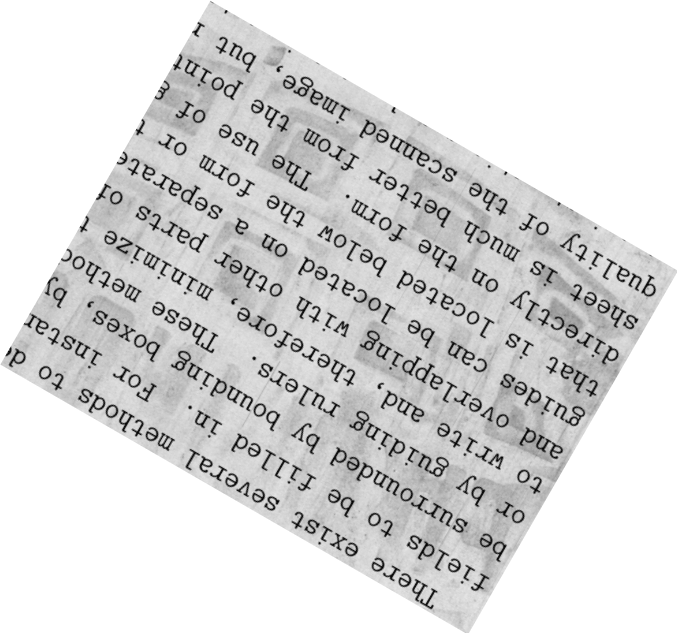 There exist several methods to d
fields to be filled in. For instan
be surrounded by bounding boxes, by
or by guiding rulers. These method
to write and, therefore, minimize t
and overlapping with other parts of
guides can be located on a separate
that is located below the form or t
directly on the form. The use of g
sheet is much better from the point
quality of the scanned image, but r